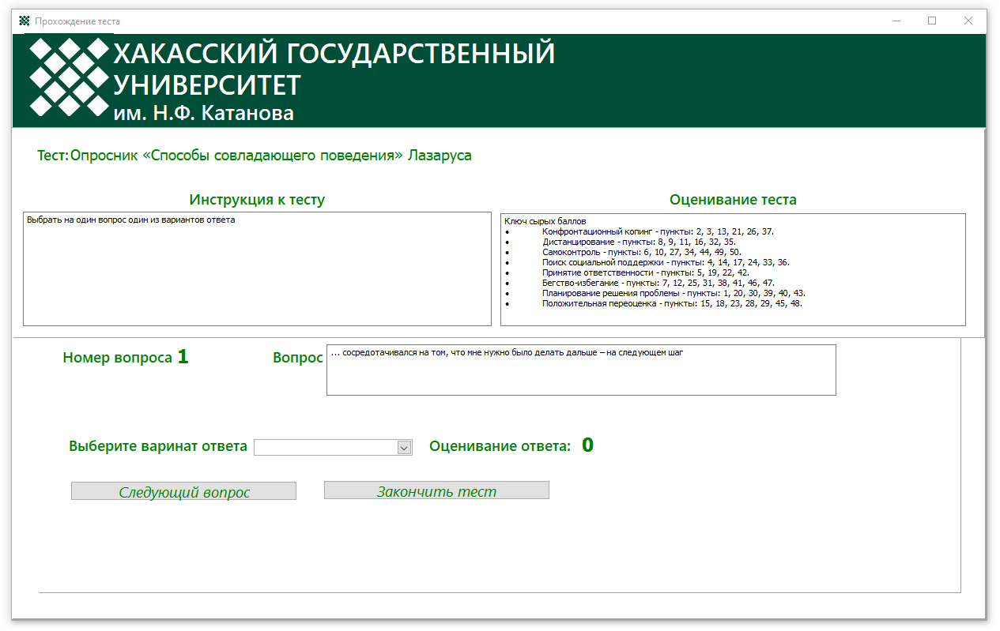 Прохождение теста
ХАКАССКИЙ ГОСУДАРСТВЕННЫЙ
УНИВЕРСИТЕТ
им. Н.Ф. Катанова
Тест: Опросник «Способы совладающего поведения» Лазаруса
Инструкция к тесту
Выбрать на один вопрос один из вариантов ответа
Оценивание теста
Ключ сырых баллов
• Конфронтационный копинг - пункты: 2, 3, 13, 21, 26, 37.
• Дистанцирование - пункты: 8, 9, 11, 16, 32, 35.
• Самоконтроль - пункты: 6, 10, 27, 34, 44, 49, 50.
• Поиск социальной поддержки - пункты: 4, 14, 17, 24, 33, 36.
• Принятие ответственности - пункты: 5, 19, 22, 42.
• Бегство-избегание - пункты: 7, 12, 25, 31, 38, 41, 46, 47.
• Планирование решения проблемы - пункты: 1, 20, 30, 39, 40, 43.
• Положительная переоценка - пункты: 15, 18, 23, 28, 29, 45, 48.
Номер вопроса 1
Вопрос
... сосредотачивался на том, что мне нужно было делать дальше – на следующем шаг
Выберите варинат ответа
Оценивание ответа: 0
Следующий вопрос
Закончить тест